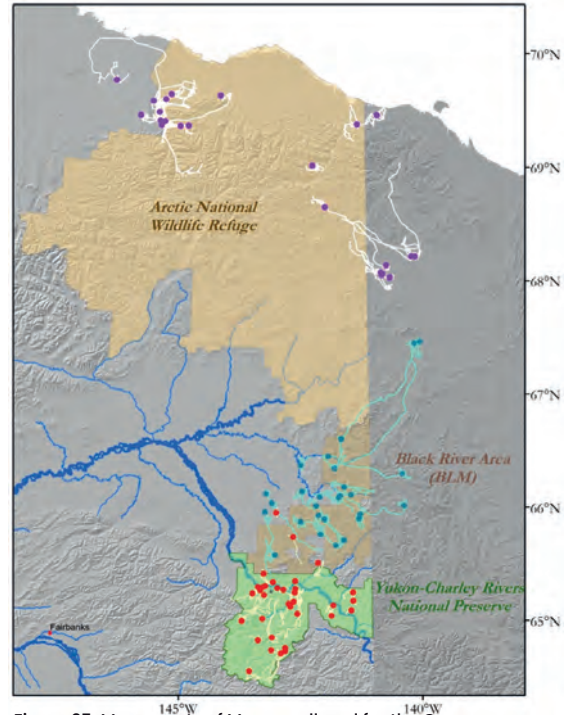 70°N
69°N
Arctic National
Wildlife Refuge
68°N
67°N
Black River Area
(BLM)
66°N
Yukon-Charley Rivers
National Preserve
65°N
Fairbanks
145°W
140°W